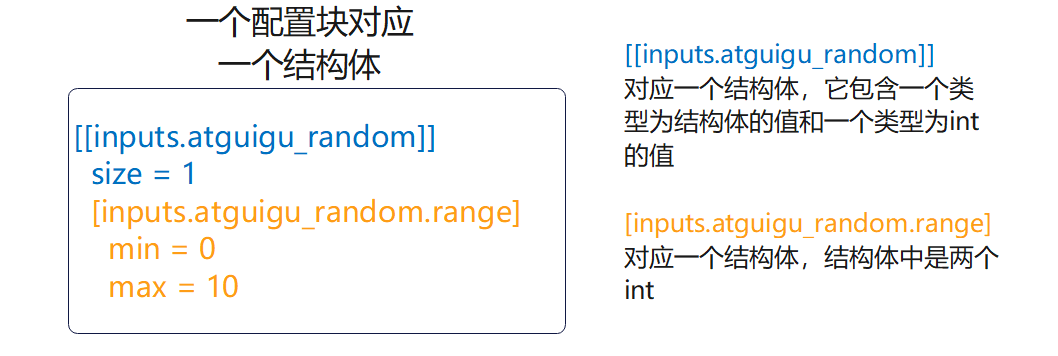 一个配置块对应
一个结构体
[[inputs.atguigu_random]]
size = 1
[inputs.atguigu_random.range]
min = 0
max = 10
[[inputs.atguigu_random]]
对应一个结构体，它包含一个类
型为结构体的值和一个类型为int
的值
[inputs.atguigu_random.range]
对应一个结构体，结构体中是两个
int